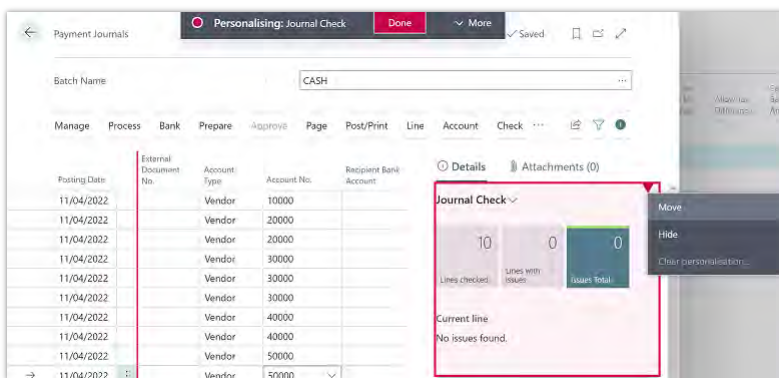 Personalising: Journal Check Done More
Payment Journals Saved
Batch Name CASH ...
Manage Process Bank Prepare Approve Page Post/Print Line Account Check ...
Posting Date External Document No. Account Type Account No. Recipient Bank Account
Details Attachments (0)
11/04/2022 Vendor 10000
11/04/2022 Vendor 20000
11/04/2022 Vendor 20000
11/04/2022 Vendor 30000
11/04/2022 Vendor 30000
11/04/2022 Vendor 30000
11/04/2022 Vendor 40000
11/04/2022 Vendor 40000
11/04/2022 Vendor 50000
11/04/2022 Vendor 50000
Journal Check
10 0 0
Lines checked Lines with issues Issues Total
Current line
No issues found.
Move
Hide
Clear personalisation...